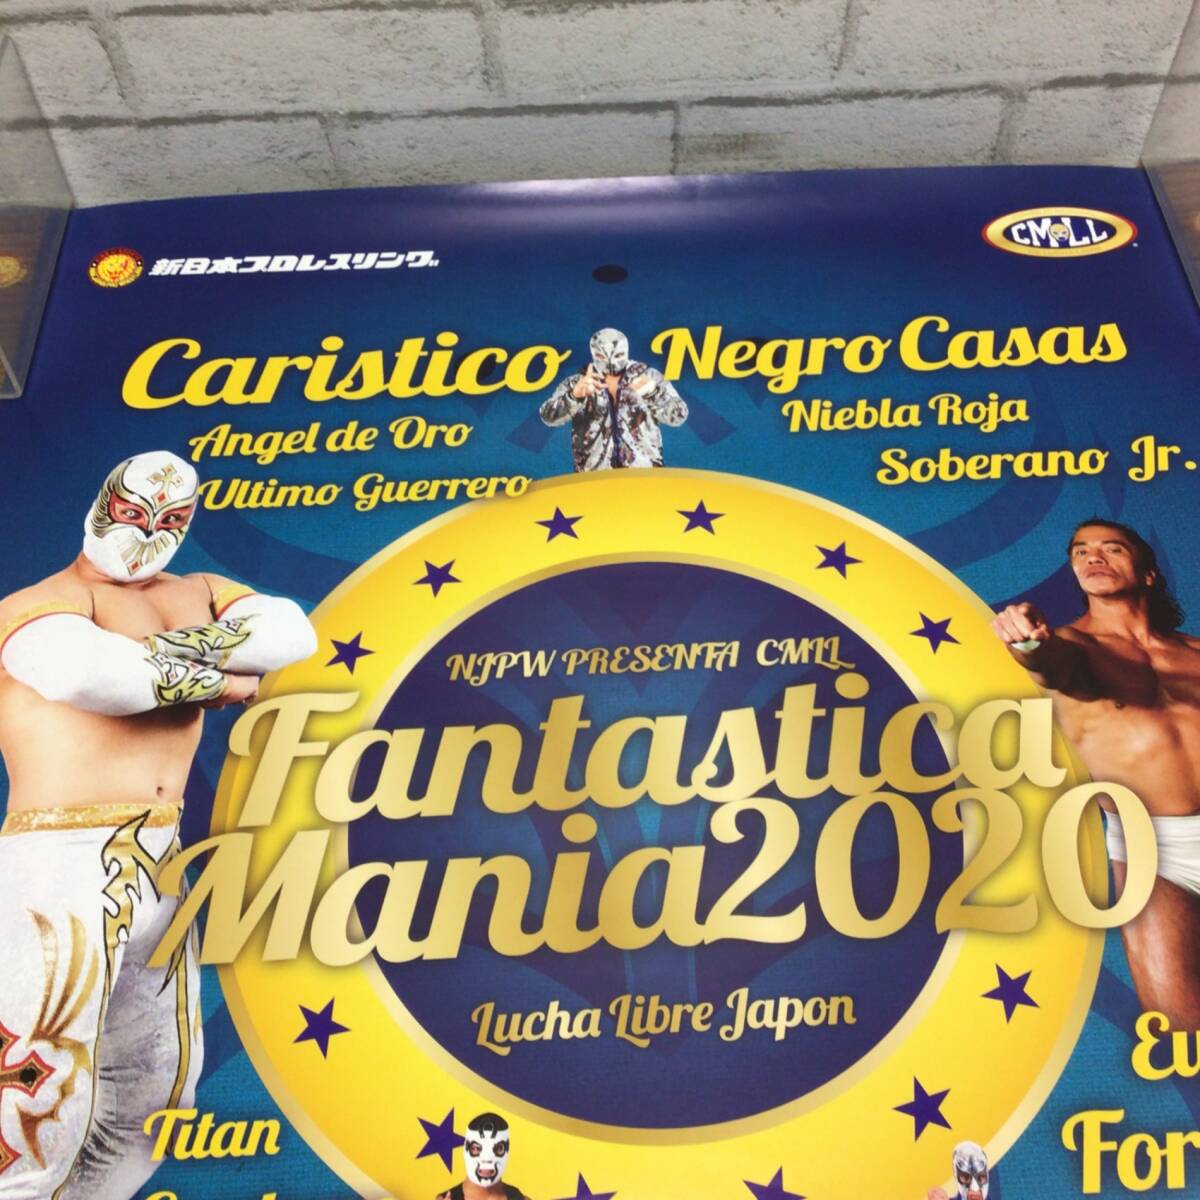 新日本プロレスリング
CMLL
Caristico
Negro Casas
Angel de Oro
Niebla Roja
Ultimo Guerrero
Soberano Jr.
NJPW PRESENTA CMLL
Fantastica
Mania2020
Lucha Libre Japon
Titan